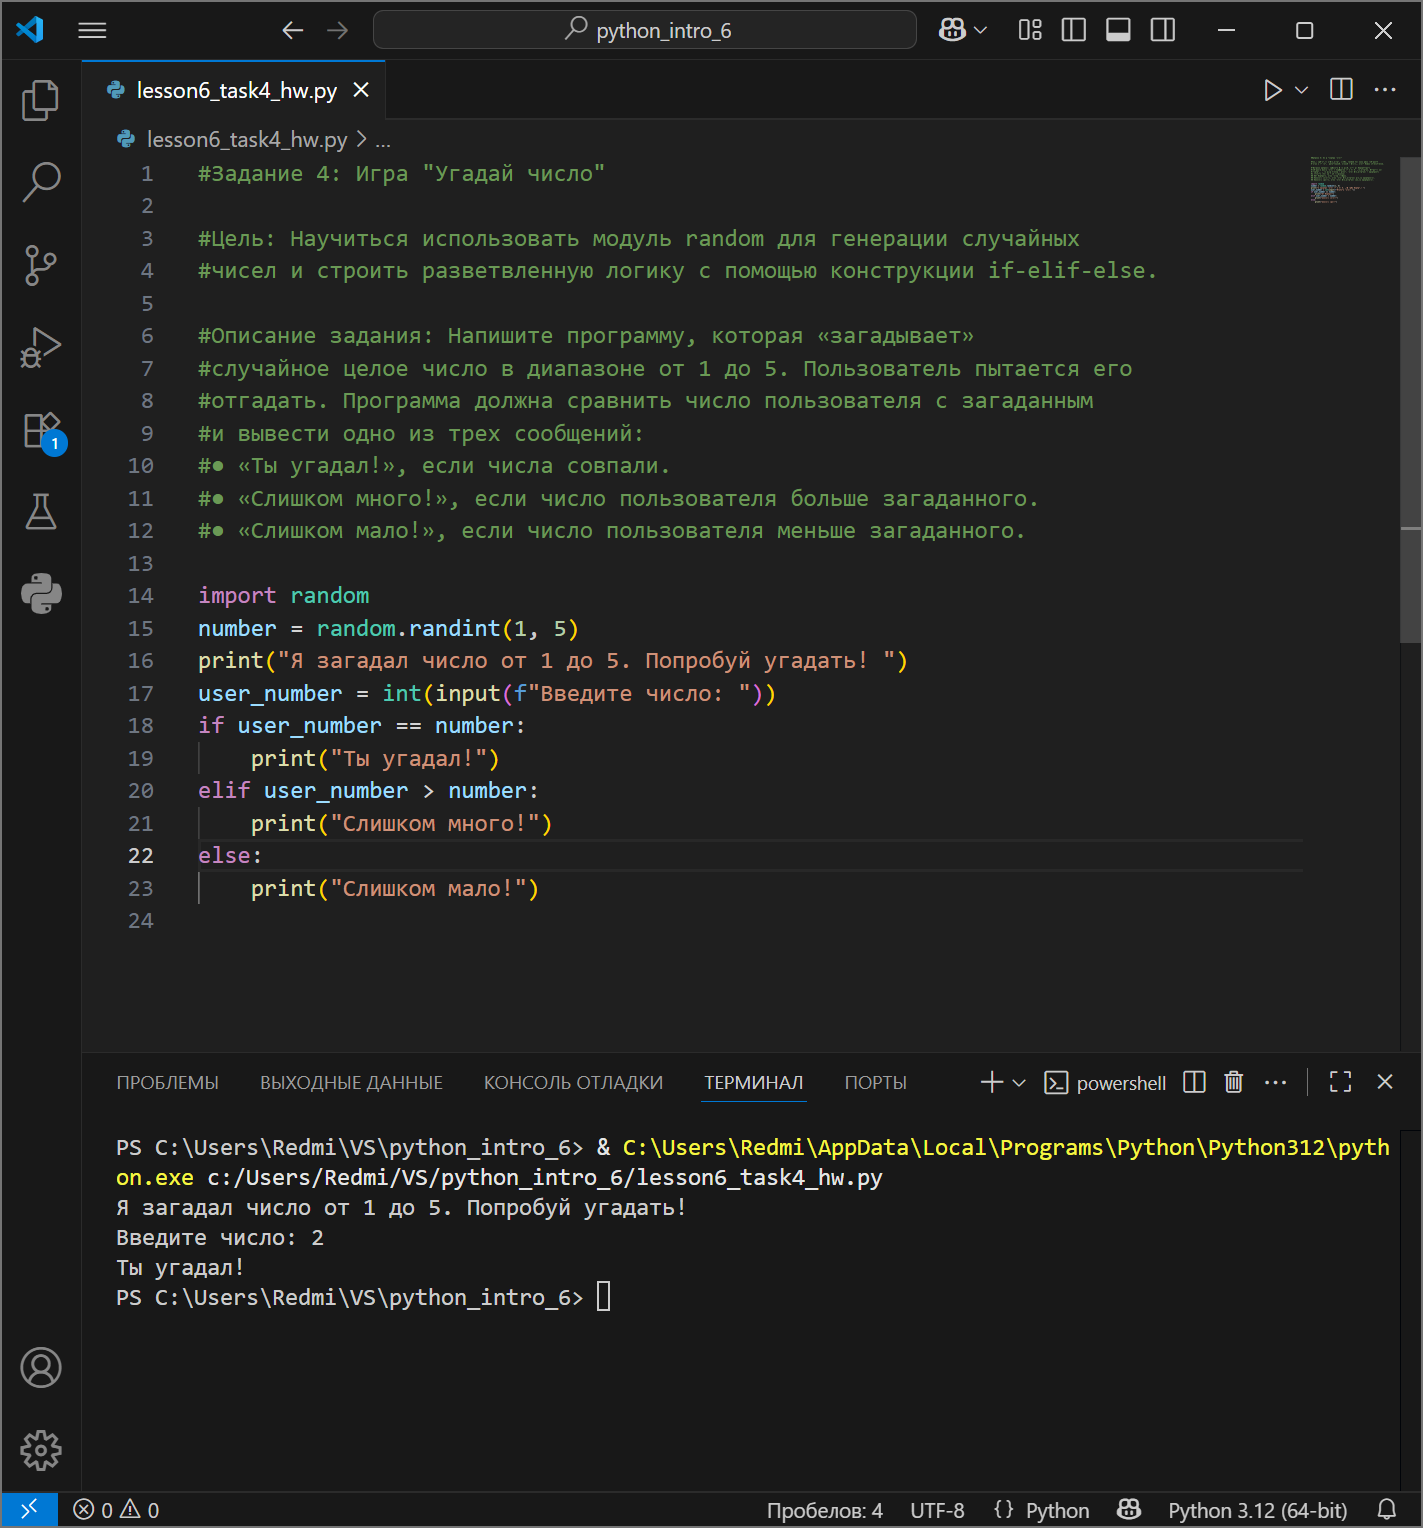 python_intro_6
lesson6_task4_hw.py
lesson6_task4_hw.py > ...
1 #Задание 4: Игра "Угадай число"
2
3 #Цель: Научиться использовать модуль random для генерации случайных
4 #чисел и строить разветвленную логику с помощью конструкции if-elif-else.
5
6 #Описание задания: Напишите программу, которая «загадывает»
7 #случайное целое число в диапазоне от 1 до 5. Пользователь пытается его
8 #отгадать. Программа должна сравнить число пользователя с загаданным
9 #и вывести одно из трех сообщений:
10 #● «Ты угадал!», если числа совпали.
11 #● «Слишком много!», если число пользователя больше загаданного.
12 #● «Слишком мало!», если число пользователя меньше загаданного.
13
14 import random
15 number = random.randint(1, 5)
16 print("Я загадал число от 1 до 5. Попробуй угадать! ")
17 user_number = int(input(f"Введите число: "))
18 if user_number == number:
19     print("Ты угадал!")
20 elif user_number > number:
21     print("Слишком много!")
22 else:
23     print("Слишком мало!")
24
1
ПРОБЛЕМЫ ВЫХОДНЫЕ ДАННЫЕ КОНСОЛЬ ОТЛАДКИ ТЕРМИНАЛ ПОРТЫ powershell
PS C:\Users\Redmi\VS\python_intro_6> & C:\Users\Redmi\AppData\Local\Programs\Python\Python312\pyth
on.exe c:/Users/Redmi/VS/python_intro_6/lesson6_task4_hw.py
Я загадал число от 1 до 5. Попробуй угадать!
Введите число: 2
Ты угадал!
PS C:\Users\Redmi\VS\python_intro_6>
0 0 Пробелов: 4 UTF-8 {} Python Python 3.12 (64-bit)